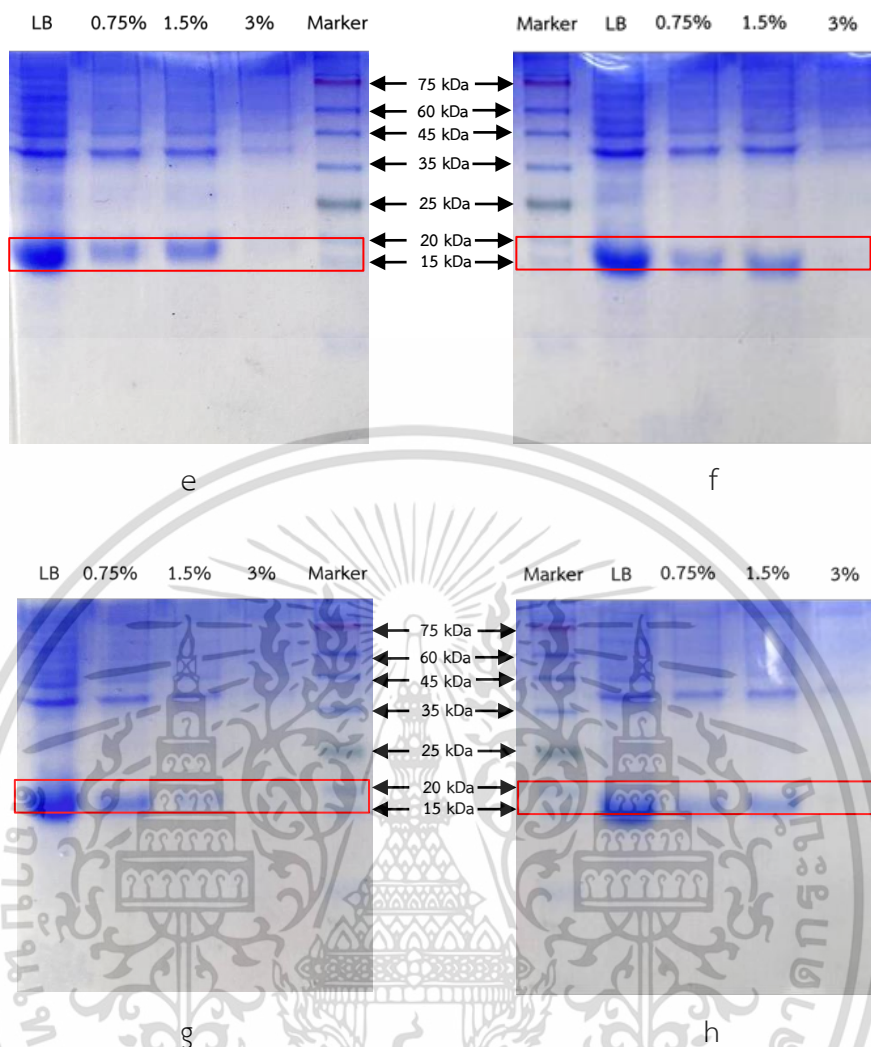 LB 0.75% 1.5% 3% Marker
Marker LB 0.75% 1.5% 3%
75 kDa
60 kDa
45 kDa
35 kDa
25 kDa
20 kDa
15 kDa
e
f
LB 0.75% 1.5% 3% Marker
Marker LB 0.75% 1.5% 3%
75 kDa
60 kDa
45 kDa
35 kDa
25 kDa
20 kDa
15 kDa
g
h